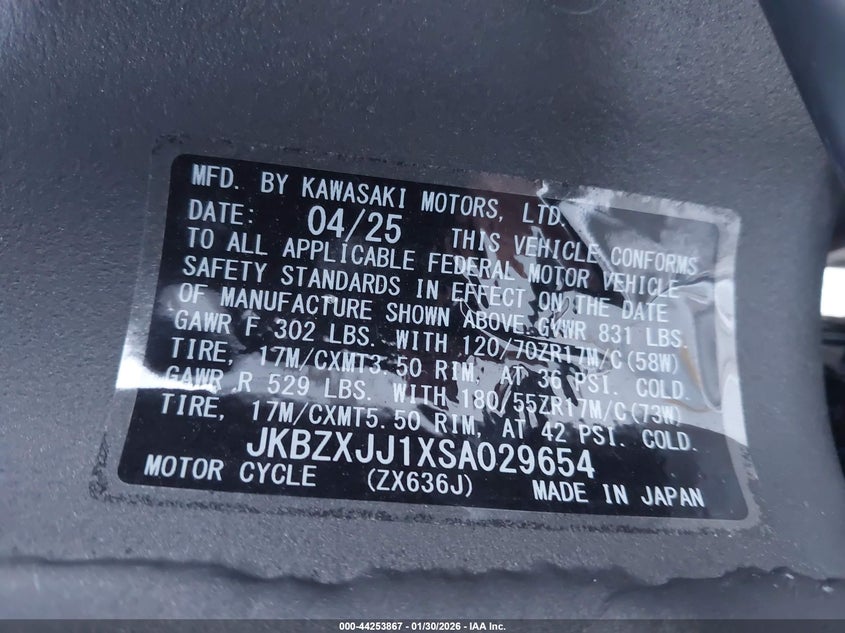 MFD. BY KAWASAKI MOTORS, LTD.
DATE: 04/25 THIS VEHICLE CONFORMS
TO ALL APPLICABLE FEDERAL MOTOR VEHICLE
SAFETY STANDARDS IN EFFECT ON THE DATE
OF MANUFACTURE SHOWN ABOVE GVWR 831 LBS.
GAWR F 302 LBS. WITH 120/70ZR17M/C(58W)
TIRE, 17M/CXMT3.50 RIM, AT 36 PSI. COLD.
GAWR R 529 LBS. WITH 180/55ZR17M/C(73W)
TIRE, 17M/CXMT5.50 RIM, AT 42 PSI. COLD.
JKBZXJJ1XSA029654
MOTOR CYCLE (ZX636J) MADE IN JAPAN
000-44253867 - 01/30/2026 - IAA Inc.